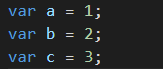 var a = 1;
var b = 2;
var c = 3;